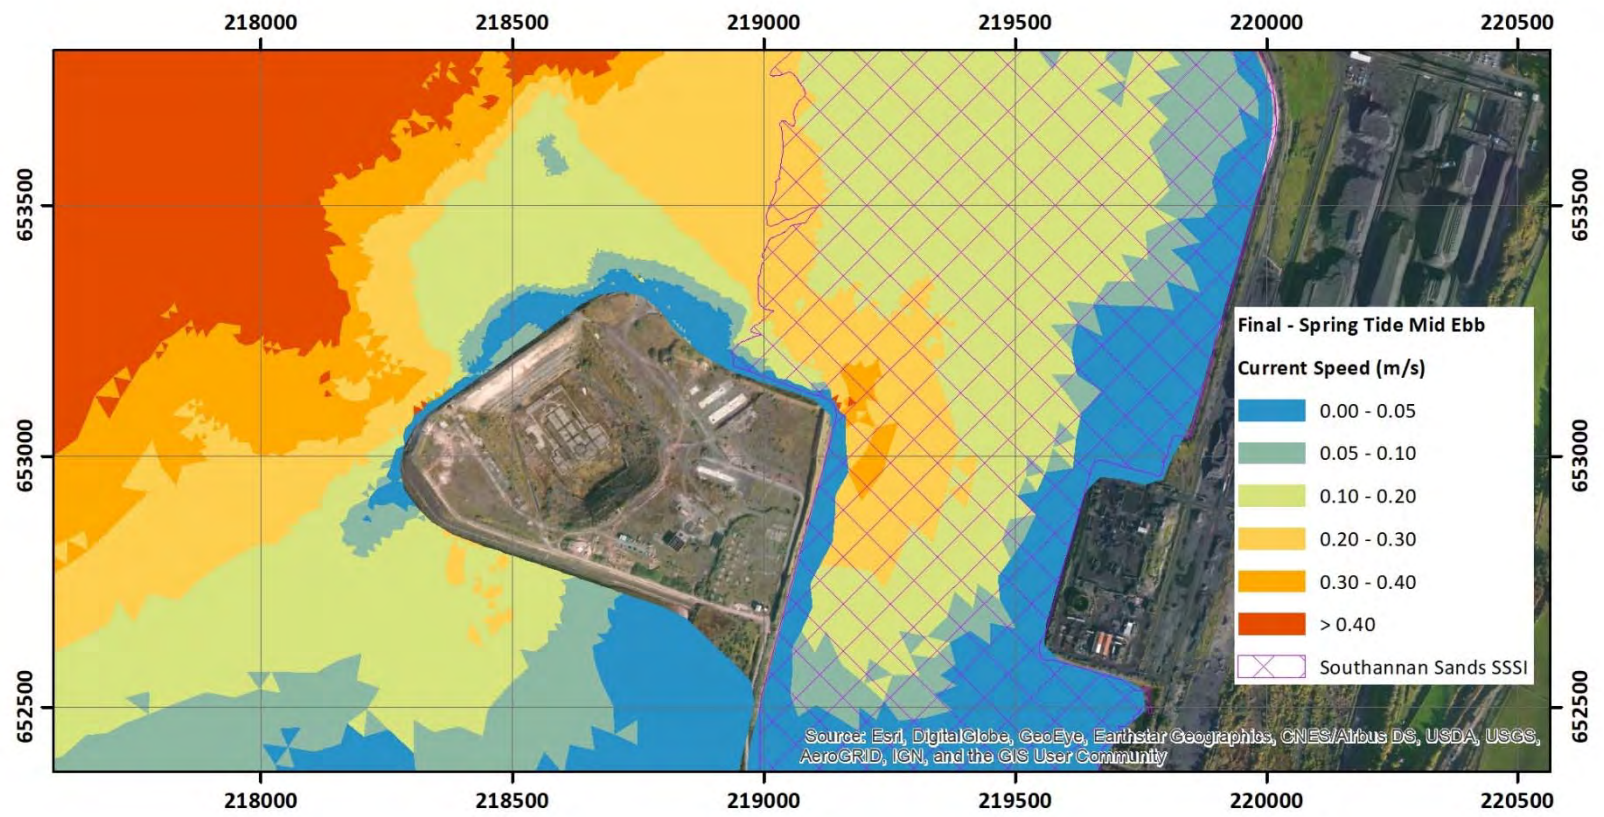 218000 218500 219000 219500 220000 220500
653500 653500
Final - Spring Tide Mid Ebb
Current Speed (m/s)
0.00 - 0.05
653000 653000
0.05 - 0.10
0.10 - 0.20
0.20 - 0.30
0.30 - 0.40
> 0.40
Southannan Sands SSSI
652500 652500
Source: Esri, DigitalGlobe, GeoEye, Earthstar Geographics, CNES/Airbus DS, USDA, USGS,
AeroGRID, IGN, and the GIS User Community
218000 218500 219000 219500 220000 220500